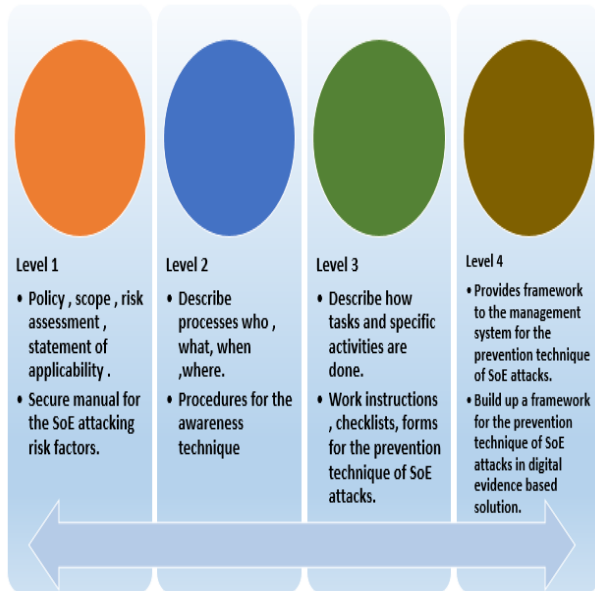 Level 1
• Policy , scope , risk
assessment ,
statement of
applicability .
• Secure manual for
the SoE attacking
risk factors.
Level 2
• Describe
processes who ,
what, when
,where.
• Procedures for the
awareness
technique
Level 3
• Describe how
tasks and specific
activities are
done.
• Work instructions
, checklists, forms
for the prevention
technique of SoE
attacks.
Level 4
• Provides framework
to the management
system for the
prevention technique
of SoE attacks.
• Build up a framework
for the prevention
technique of SoE
attacks in digital
evidence based
solution.